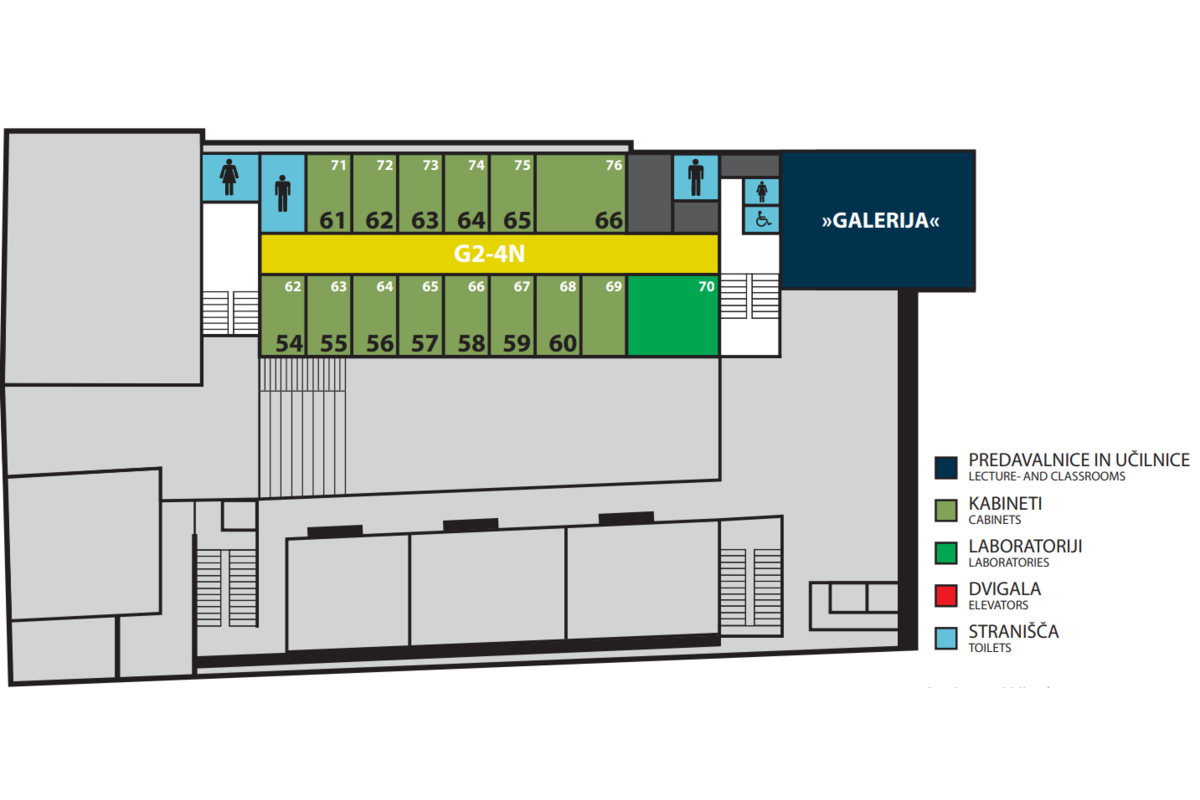 71 72 73 74 75 76
61 62 63 64 65 66
»GALERIJA«
G2-4N
62 63 64 65 66 67 68 69 70
54 55 56 57 58 59 60
PREDAVALNICE IN UČILNICE
LECTURE- AND CLASSROOMS
KABINETI
CABINETS
LABORATORIJI
LABORATORIES
DVIGALA
ELEVATORS
STRANIŠČA
TOILETS